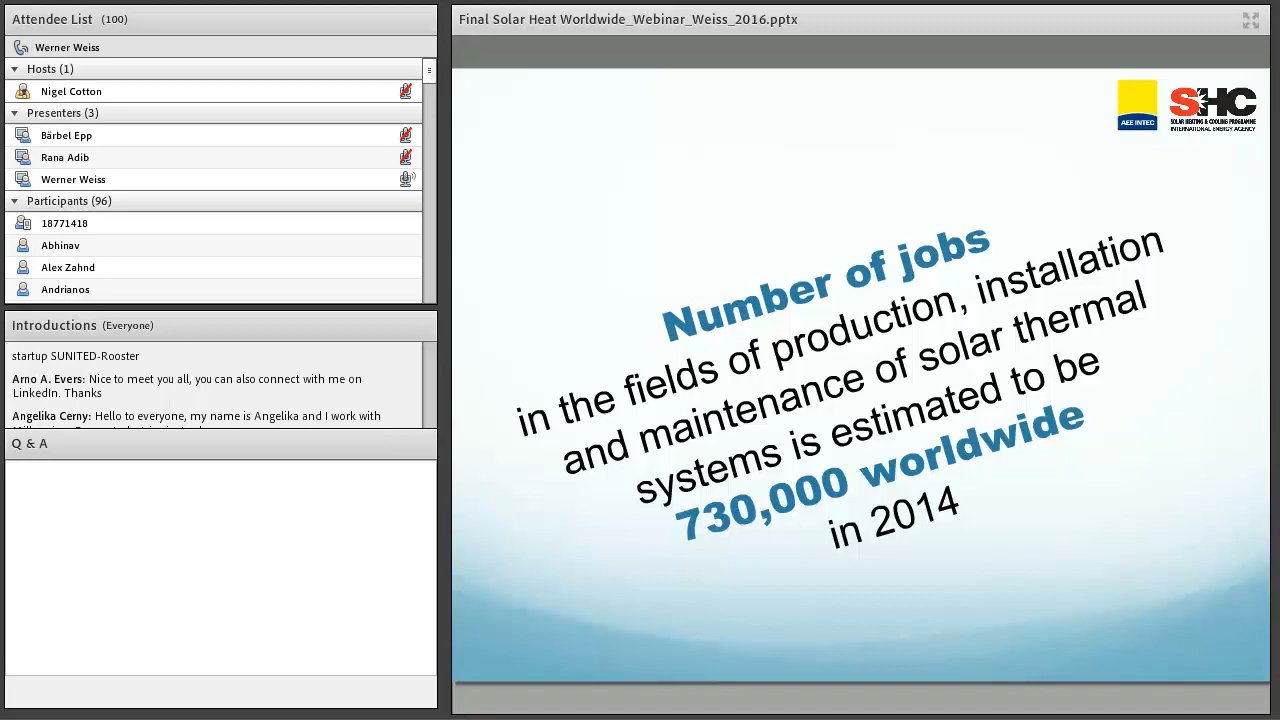 Attendee List (100)
Werner Weiss
Hosts (1)
Nigel Cotton
Presenters (3)
Bärbel Epp
Rana Adib
Werner Weiss
Participants (96)
18771418
Abhinav
Alex Zahnd
Andrianos
Introductions (Everyone)
startup SUNITED-Rooster
Arno A. Evers: Nice to meet you all, you can also connect with me on
LinkedIn. Thanks
Angelika Cerny: Hello to everyone, my name is Angelika and I work with
Q & A
Final Solar Heat Worldwide_Webinar_Weiss_2016.pptx
AEE INTEC
SHC
SOLAR HEATING & COOLING PROGRAMME
INTERNATIONAL ENERGY AGENCY
Number of jobs
in the fields of production, installation
and maintenance of solar thermal
systems is estimated to be
730,000 worldwide
in 2014